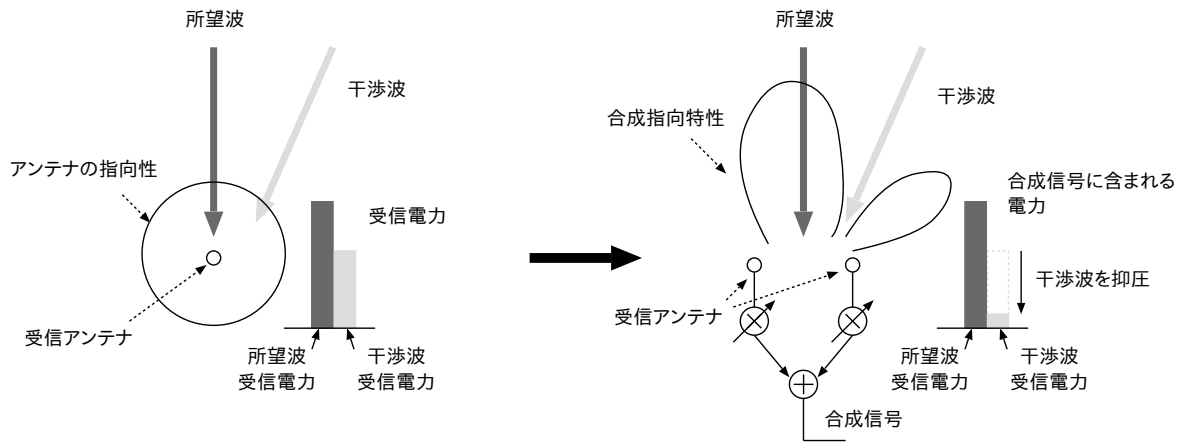 所望波
干渉波
アンテナの指向性
受信電力
受信アンテナ
所望波
受信電力
干渉波
受信電力
所望波
干渉波
合成指向特性
合成信号に含まれる
電力
干渉波を抑圧
受信アンテナ
所望波
受信電力
干渉波
受信電力
合成信号